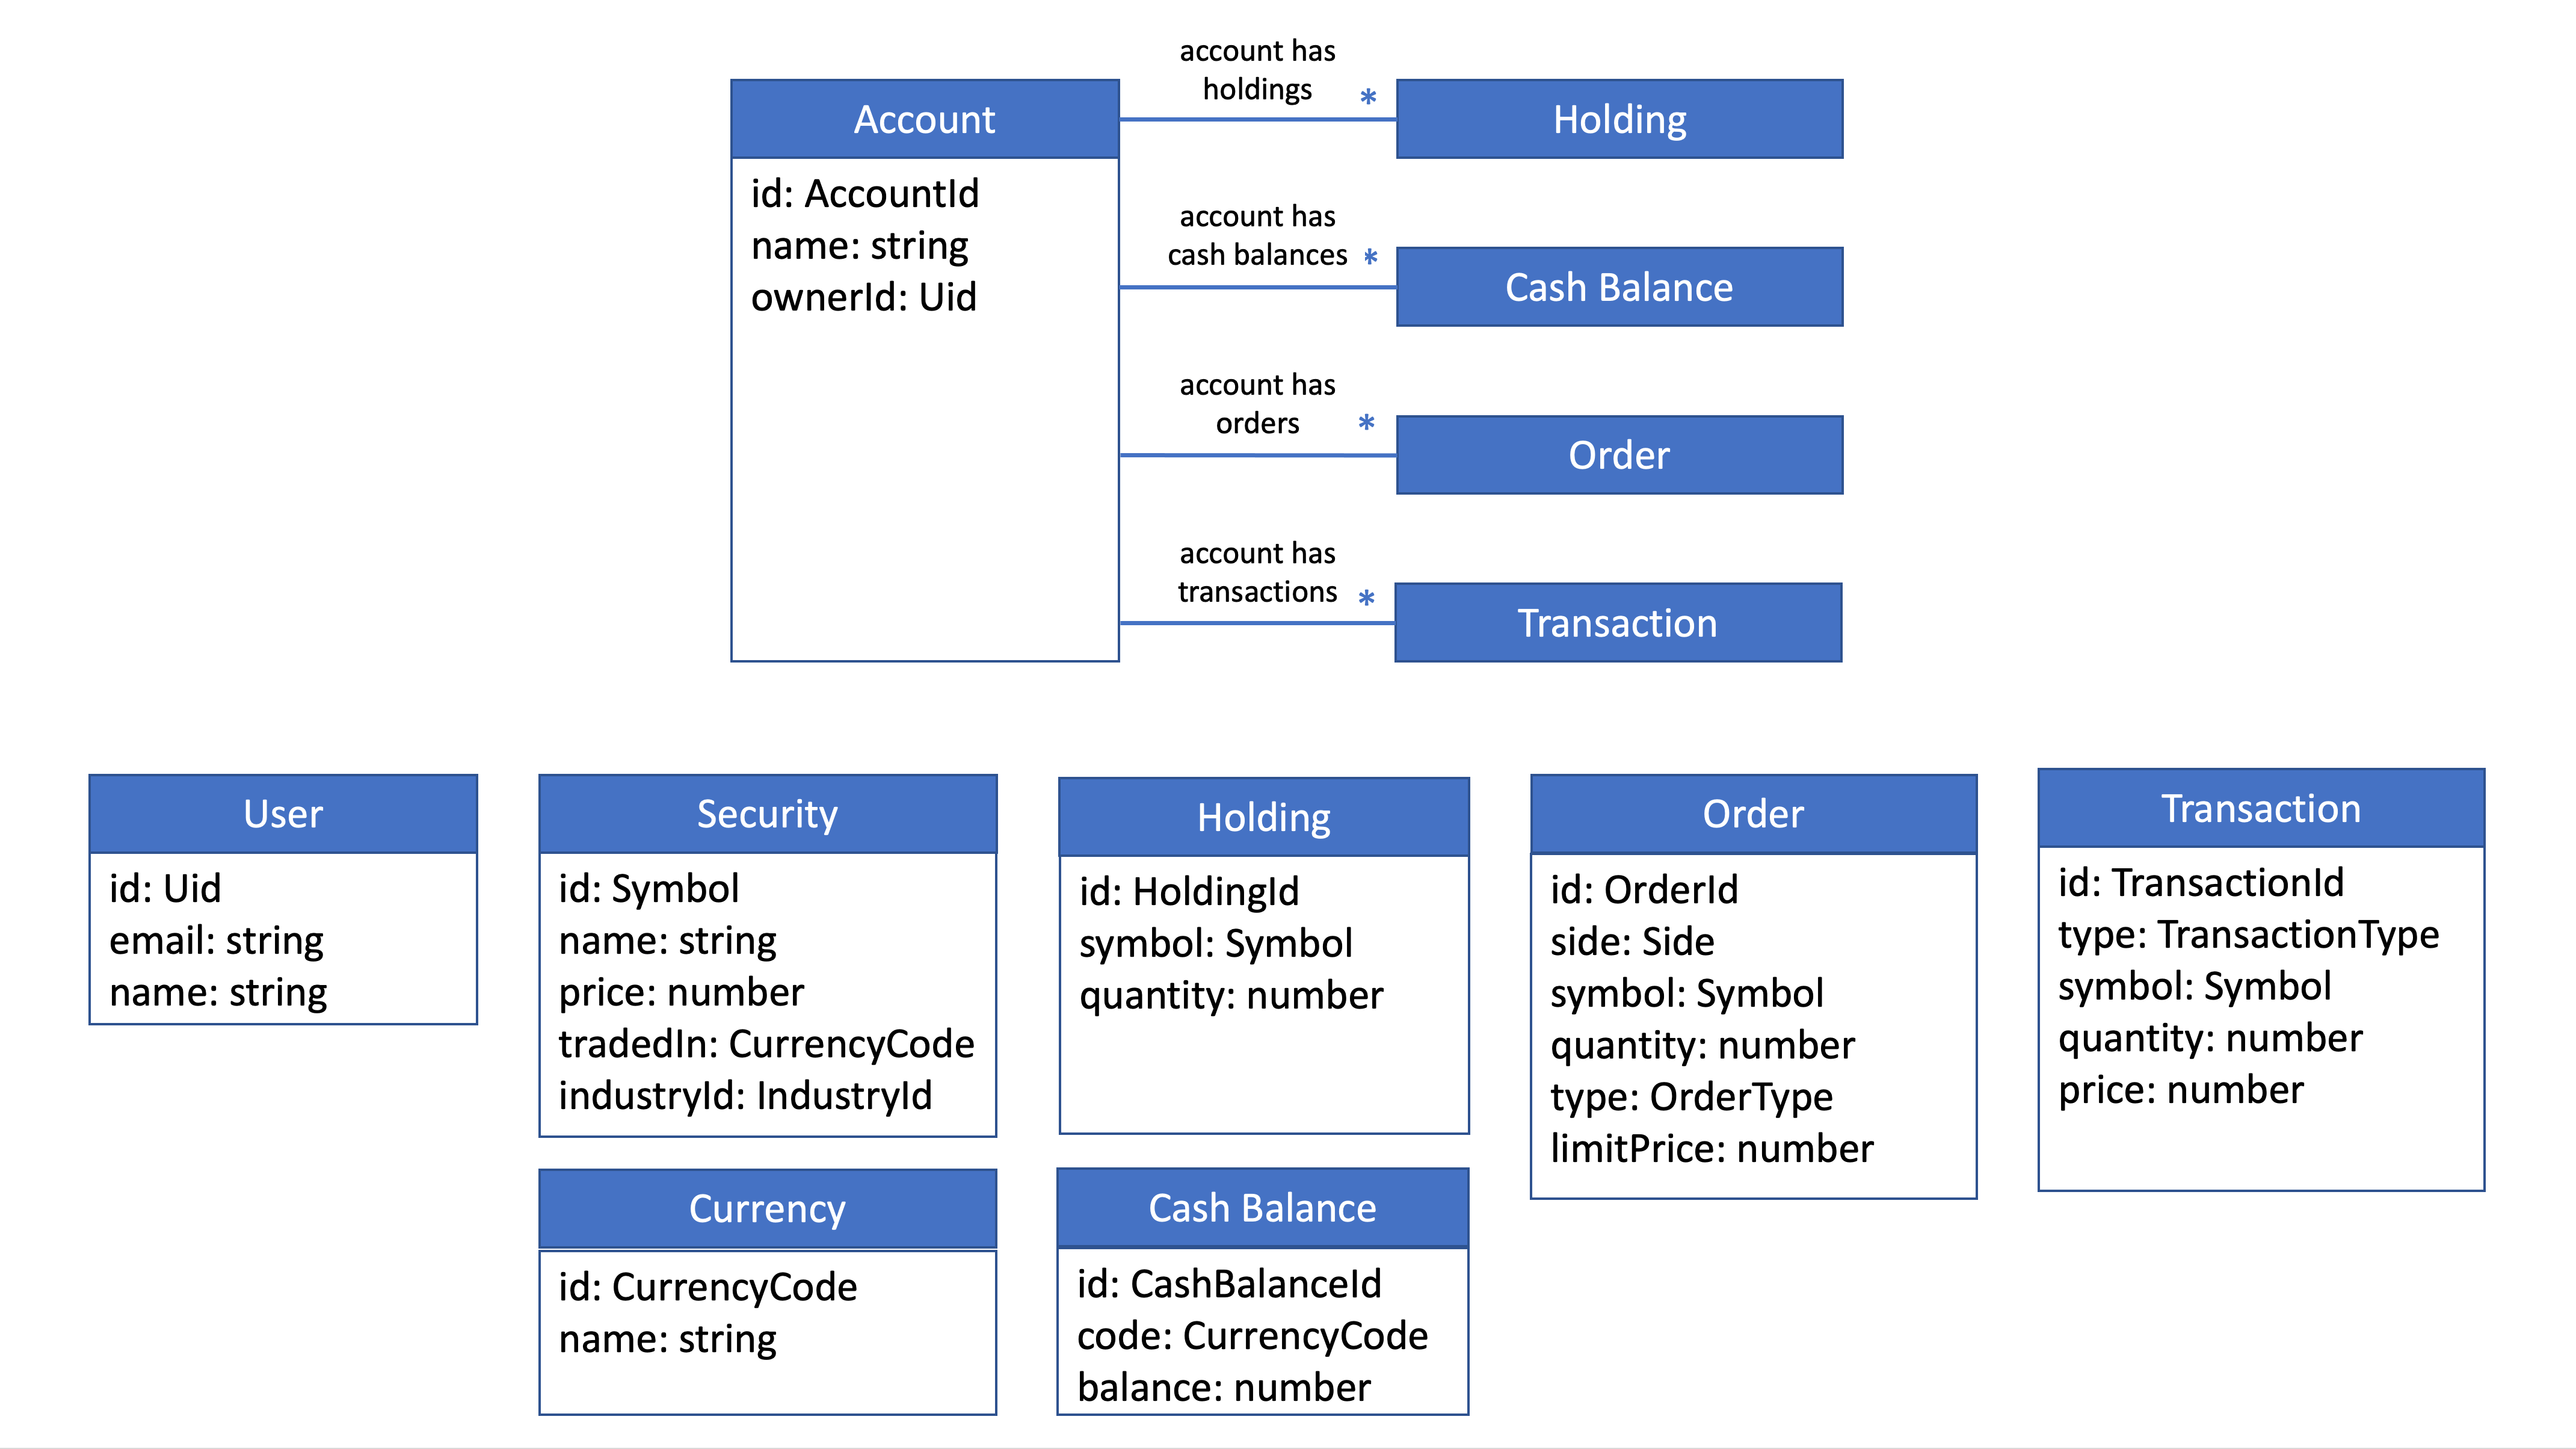 Account
id: AccountId
name: string
ownerId: Uid
account has
holdings
*
Holding
account has
cash balances
*
Cash Balance
account has
orders
*
Order
account has
transactions
*
Transaction
User
id: Uid
email: string
name: string
Security
id: Symbol
name: string
price: number
tradedIn: CurrencyCode
industryId: IndustryId
Holding
id: HoldingId
symbol: Symbol
quantity: number
Order
id: OrderId
side: Side
symbol: Symbol
quantity: number
type: OrderType
limitPrice: number
Transaction
id: TransactionId
type: TransactionType
symbol: Symbol
quantity: number
price: number
Currency
id: CurrencyCode
name: string
Cash Balance
id: CashBalanceId
code: CurrencyCode
balance: number